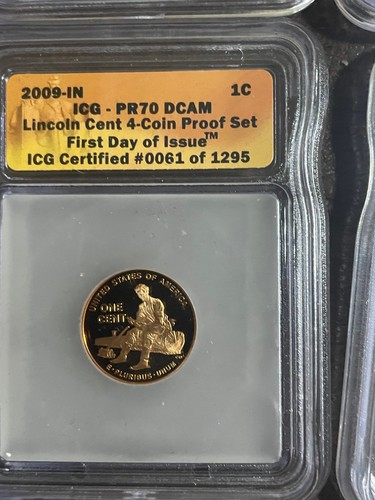 2009-IN 1C
ICG - PR70 DCAM
Lincoln Cent 4-Coin Proof Set
First Day of Issue™
ICG Certified #0061 of 1295
UNITED STATES OF AMERICA
ONE
CENT
E·PLURIBUS·UNUM